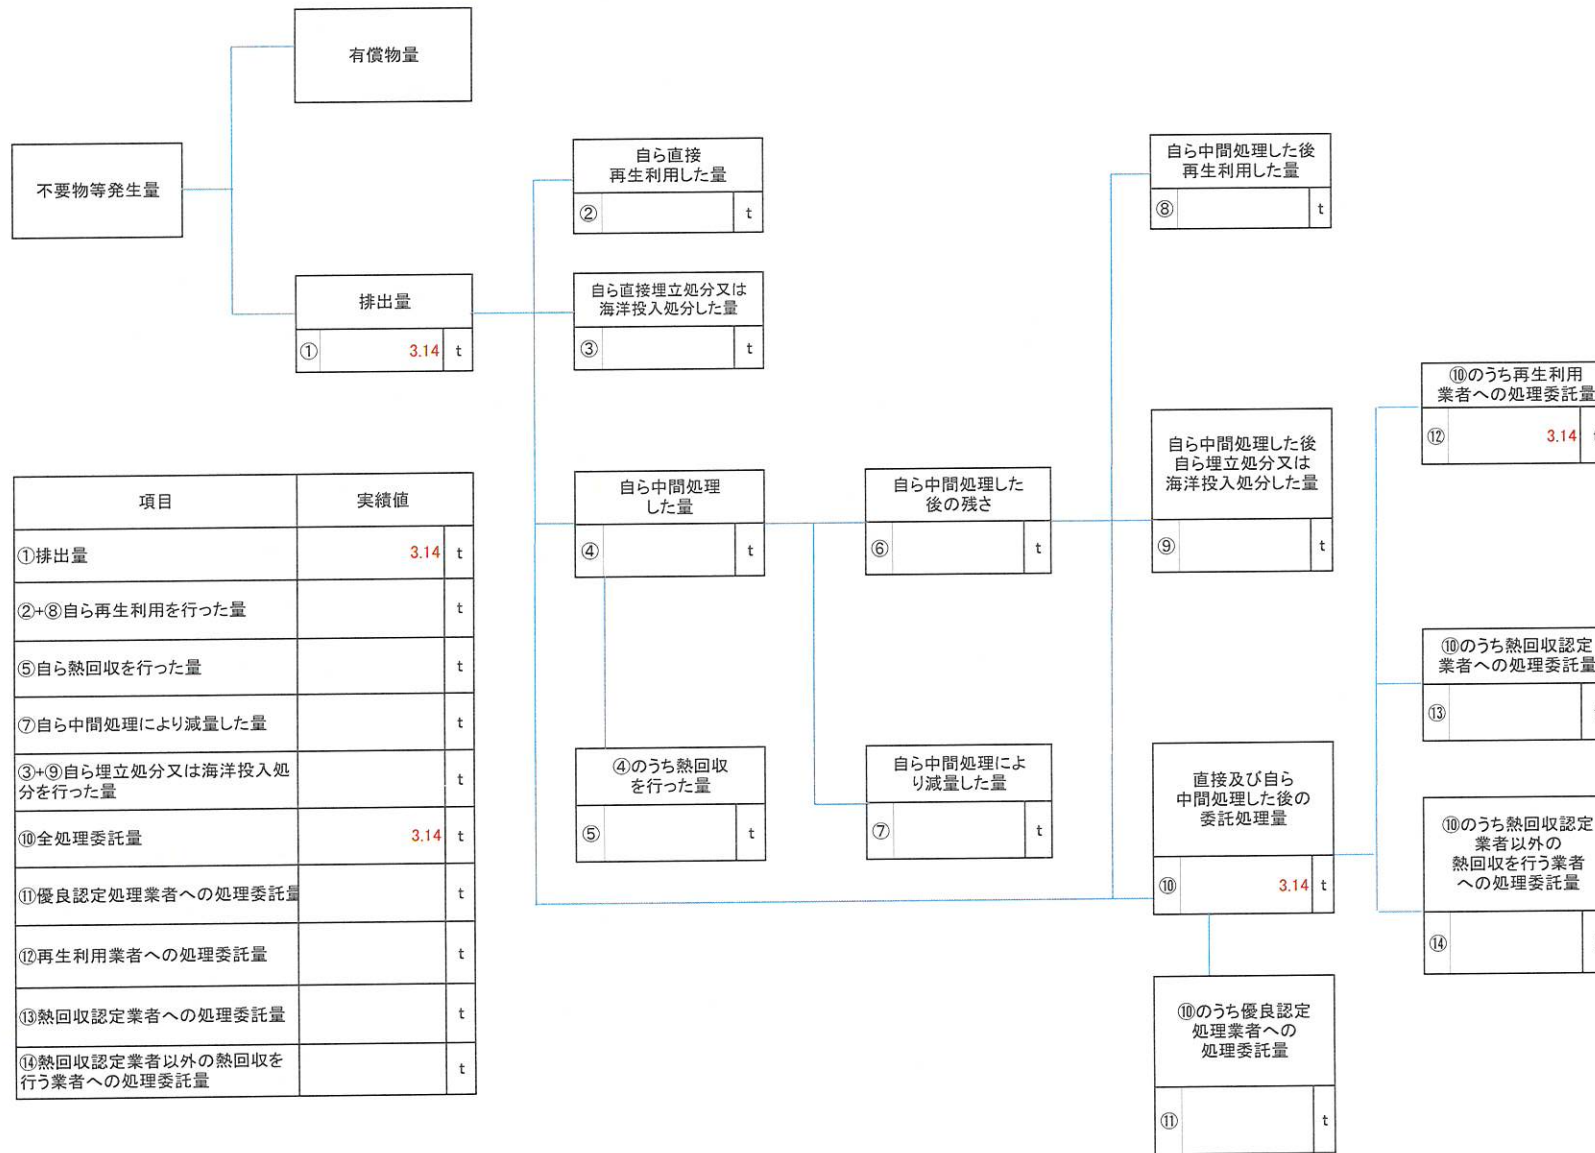 有償物量
不要物等発生量
排出量
① 3.14 t
自ら直接
再生利用した量
② t
自ら直接埋立処分又は
海洋投入処分した量
③ t
自ら中間処理
した量
④ t
④のうち熱回収
を行った量
⑤ t
自ら中間処理した
後の残さ
⑥ t
自ら中間処理によ
り減量した量
⑦ t
自ら中間処理した後
再生利用した量
⑧ t
自ら中間処理した後
自ら埋立処分又は
海洋投入処分した量
⑨ t
直接及び自ら
中間処理した後の
委託処理量
⑩ 3.14 t
⑩のうち優良認定
処理業者への
処理委託量
⑪ t
⑩のうち再生利用
業者への処理委託量
⑫ 3.14
⑩のうち熱回収認定
業者への処理委託量
⑬
⑩のうち熱回収認定
業者以外の
熱回収を行う業者
への処理委託量
⑭
項目 実績値
①排出量 3.14 t
②+⑧自ら再生利用を行った量 t
⑤自ら熱回収を行った量 t
⑦自ら中間処理により減量した量 t
③+⑨自ら埋立処分又は海洋投入処
分を行った量 t
⑩全処理委託量 3.14 t
⑪優良認定処理業者への処理委託量 t
⑫再生利用業者への処理委託量 t
⑬熱回収認定業者への処理委託量 t
⑭熱回収認定業者以外の熱回収を
行う業者への処理委託量 t